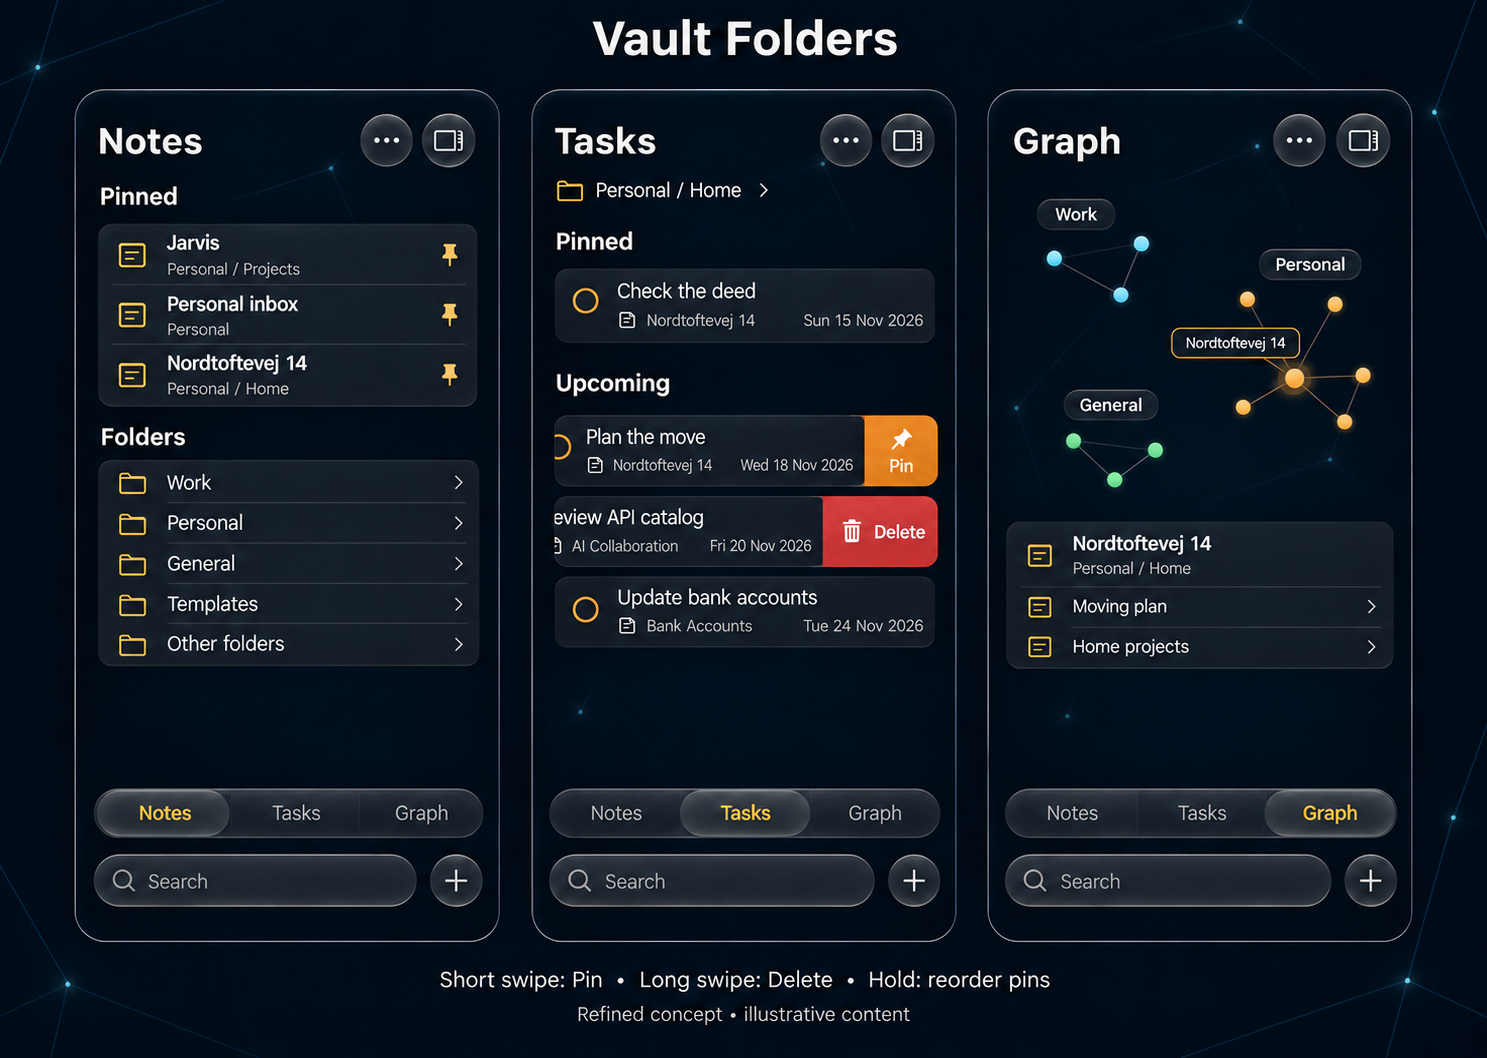 Vault Folders
Notes
Pinned
Jarvis
Personal / Projects
Personal inbox
Personal
Nordtoftevej 14
Personal / Home
Folders
Work
Personal
General
Templates
Other folders
Notes Tasks Graph
Search
Tasks
Personal / Home
Pinned
Check the deed
Nordtoftevej 14 Sun 15 Nov 2026
Upcoming
Plan the move
Nordtoftevej 14 Wed 18 Nov 2026
Pin
eview API catalog
AI Collaboration Fri 20 Nov 2026
Delete
Update bank accounts
Bank Accounts Tue 24 Nov 2026
Notes Tasks Graph
Search
Graph
Work
Personal
Nordtoftevej 14
General
Nordtoftevej 14
Personal / Home
Moving plan
Home projects
Notes Tasks Graph
Search
Short swipe: Pin • Long swipe: Delete • Hold: reorder pins
Refined concept • illustrative content